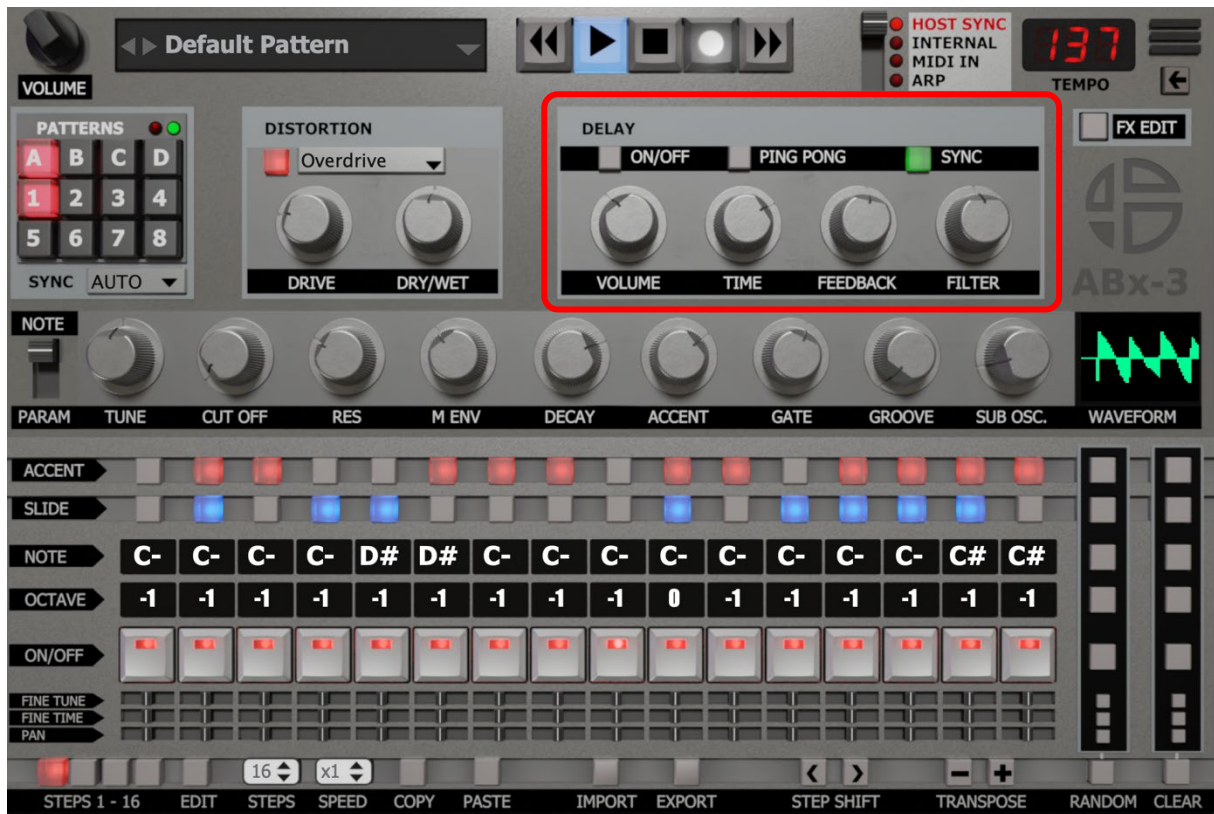 Default Pattern
HOST SYNC
INTERNAL
MIDI IN
ARP
137
TEMPO
VOLUME
PATTERNS
A B C D
1 2 3 4
5 6 7 8
SYNC AUTO
DISTORTION
Overdrive
DRIVE DRY/WET
DELAY
ON/OFF PING PONG SYNC
VOLUME TIME FEEDBACK FILTER
FX EDIT
ABx-3
NOTE
PARAM TUNE CUT OFF RES M ENV DECAY ACCENT GATE GROOVE SUB OSC. WAVEFORM
ACCENT
SLIDE
NOTE C- C- C- C- D# D# C- C- C- C- C- C- C- C- C# C#
OCTAVE -1 -1 -1 -1 -1 -1 -1 -1 -1 0 -1 -1 -1 -1 -1 -1
ON/OFF
FINE TUNE
FINE TIME
PAN
16 x1
STEPS 1 - 16 EDIT STEPS SPEED COPY PASTE IMPORT EXPORT STEP SHIFT TRANSPOSE RANDOM CLEAR